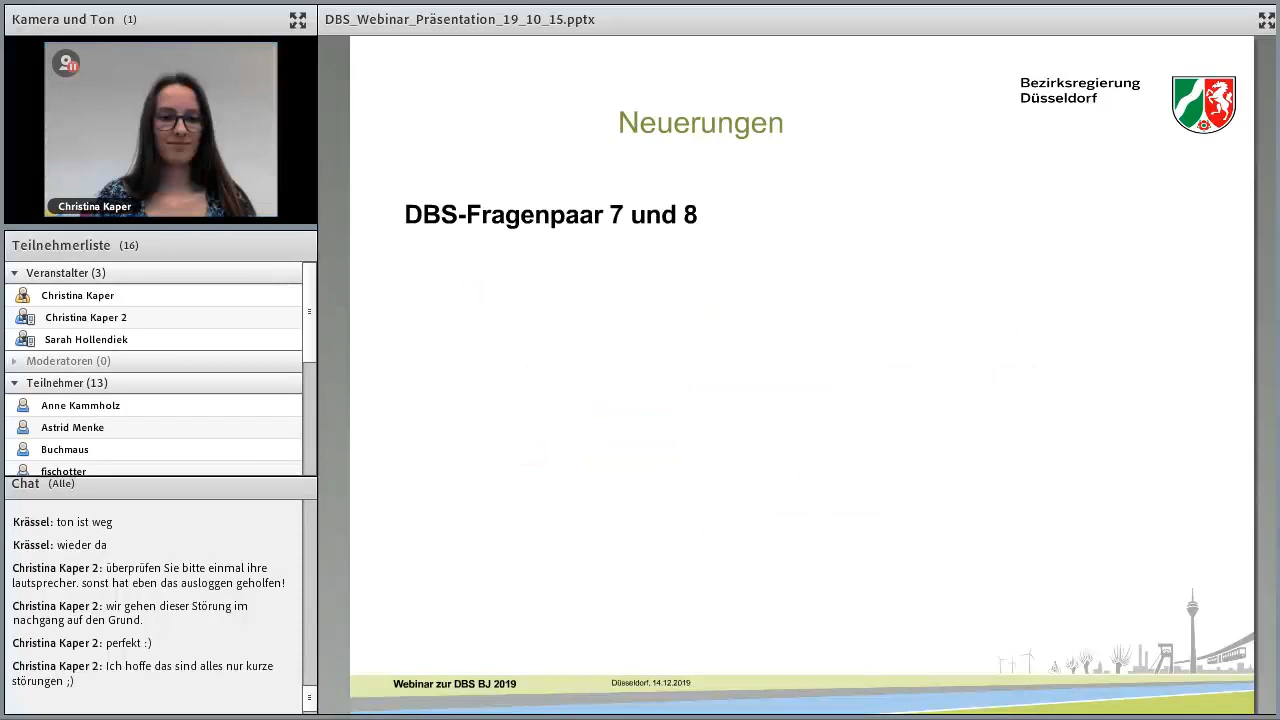 Kamera und Ton (1)
DBS_Webinar_Präsentation_19_10_15.pptx
Christina Kaper
Teilnehmerliste (16)
Veranstalter (3)
Christina Kaper
Christina Kaper 2
Sarah Hollendiek
Moderatoren (0)
Teilnehmer (13)
Anne Kammholz
Astrid Menke
Buchmaus
fischotter
Chat (Alle)
Krässel: ton ist weg
Krässel: wieder da
Christina Kaper 2: überprüfen Sie bitte einmal ihre
lautsprecher. sonst hat eben das ausloggen geholfen!
Christina Kaper 2: wir gehen dieser Störung im
nachgang auf den Grund.
Christina Kaper 2: perfekt :)
Christina Kaper 2: Ich hoffe das sind alles nur kurze
störungen ;)
Bezirksregierung
Düsseldorf
Neuerungen
DBS-Fragenpaar 7 und 8
Webinar zur DBS BJ 2019
Düsseldorf, 14.12.2019